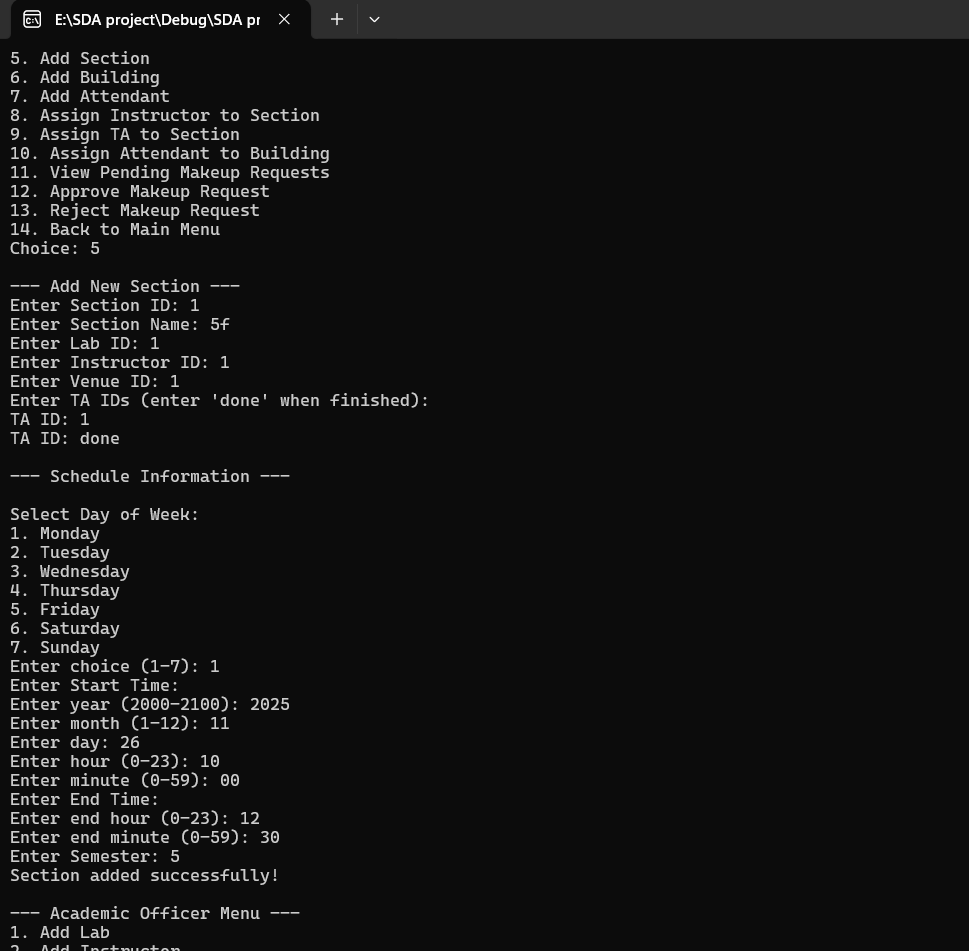 E:\SDA project\Debug\SDA pr
5. Add Section
6. Add Building
7. Add Attendant
8. Assign Instructor to Section
9. Assign TA to Section
10. Assign Attendant to Building
11. View Pending Makeup Requests
12. Approve Makeup Request
13. Reject Makeup Request
14. Back to Main Menu
Choice: 5
--- Add New Section ---
Enter Section ID: 1
Enter Section Name: 5f
Enter Lab ID: 1
Enter Instructor ID: 1
Enter Venue ID: 1
Enter TA IDs (enter 'done' when finished):
TA ID: 1
TA ID: done
--- Schedule Information ---
Select Day of Week:
1. Monday
2. Tuesday
3. Wednesday
4. Thursday
5. Friday
6. Saturday
7. Sunday
Enter choice (1-7): 1
Enter Start Time:
Enter year (2000-2100): 2025
Enter month (1-12): 11
Enter day: 26
Enter hour (0-23): 10
Enter minute (0-59): 00
Enter End Time:
Enter end hour (0-23): 12
Enter end minute (0-59): 30
Enter Semester: 5
Section added successfully!
--- Academic Officer Menu ---
1. Add Lab
2. Add Instructor